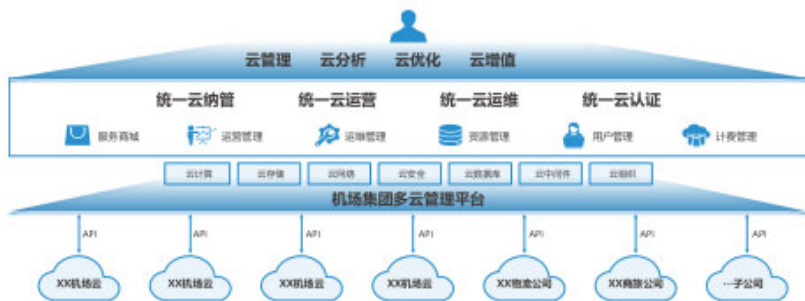 云管理 云分析 云优化 云增值
统一云纳管 统一云运营 统一云运维 统一云认证
服务商城 运营管理 运维管理 资源管理 用户管理 计费管理
云计算 云存储 云网络 云安全 云数据库 云中间件 云组织
机场集团多云管理平台
API API API API API API API
XX机场云 XX机场云 XX机场云 XX机场云 XX物流公司 XX商旅公司 …子公司